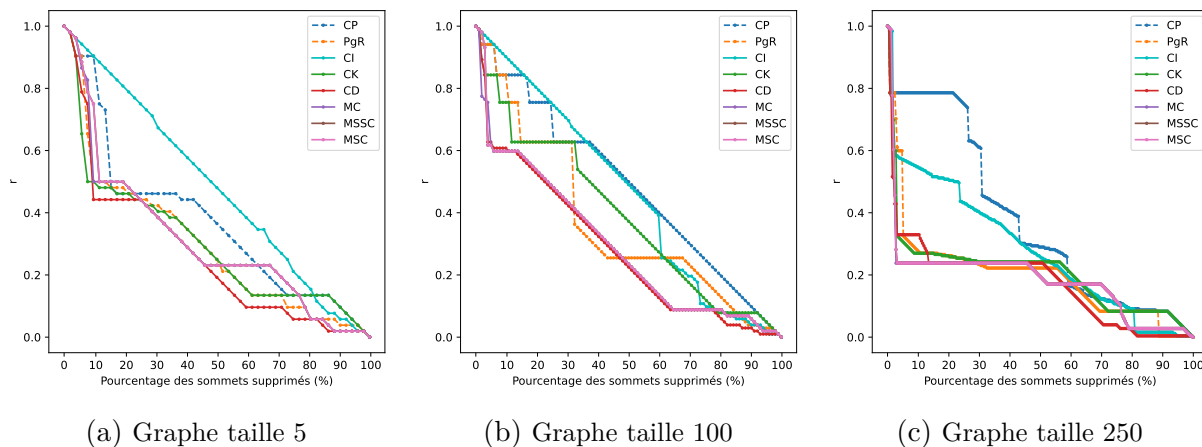 1.0
0.8
0.6
0.4
0.2
0.0
r
0 10 20 30 40 50 60 70 80 90 100
Pourcentage des sommets supprimés (%)
CP
PgR
CI
CK
CD
MC
MSSC
MSC
(a) Graphe taille 5
1.0
0.8
0.6
0.4
0.2
0.0
r
0 10 20 30 40 50 60 70 80 90 100
Pourcentage des sommets supprimés (%)
CP
PgR
CI
CK
CD
MC
MSSC
MSC
(b) Graphe taille 100
1.0
0.8
0.6
0.4
0.2
0.0
r
0 10 20 30 40 50 60 70 80 90 100
Pourcentage des sommets supprimés (%)
CP
PgR
CI
CK
CD
MC
MSSC
MSC
(c) Graphe taille 250